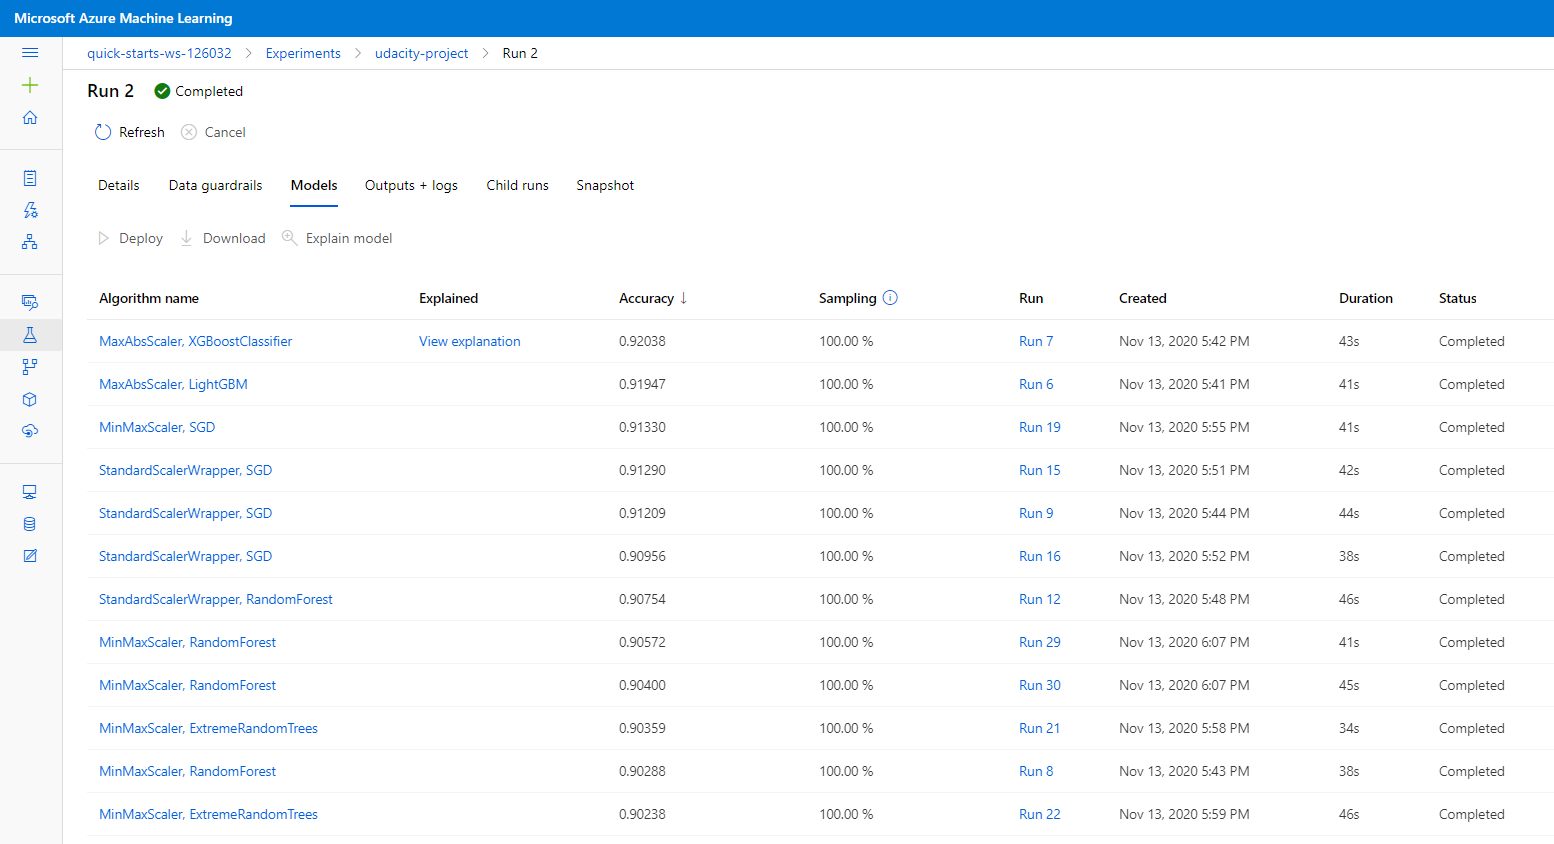 Microsoft Azure Machine Learning
quick-starts-ws-126032 > Experiments > udacity-project > Run 2
Run 2 Completed
Refresh Cancel
Details Data guardrails Models Outputs + logs Child runs Snapshot
Deploy Download Explain model
Algorithm name Explained Accuracy ↓ Sampling Run Created Duration Status
MaxAbsScaler, XGBoostClassifier View explanation 0.92038 100.00 % Run 7 Nov 13, 2020 5:42 PM 43s Completed
MaxAbsScaler, LightGBM 0.91947 100.00 % Run 6 Nov 13, 2020 5:41 PM 41s Completed
MinMaxScaler, SGD 0.91330 100.00 % Run 19 Nov 13, 2020 5:55 PM 41s Completed
StandardScalerWrapper, SGD 0.91290 100.00 % Run 15 Nov 13, 2020 5:51 PM 42s Completed
StandardScalerWrapper, SGD 0.91209 100.00 % Run 9 Nov 13, 2020 5:44 PM 44s Completed
StandardScalerWrapper, SGD 0.90956 100.00 % Run 16 Nov 13, 2020 5:52 PM 38s Completed
StandardScalerWrapper, RandomForest 0.90754 100.00 % Run 12 Nov 13, 2020 5:48 PM 46s Completed
MinMaxScaler, RandomForest 0.90572 100.00 % Run 29 Nov 13, 2020 6:07 PM 41s Completed
MinMaxScaler, RandomForest 0.90400 100.00 % Run 30 Nov 13, 2020 6:07 PM 45s Completed
MinMaxScaler, ExtremeRandomTrees 0.90359 100.00 % Run 21 Nov 13, 2020 5:58 PM 34s Completed
MinMaxScaler, RandomForest 0.90288 100.00 % Run 8 Nov 13, 2020 5:43 PM 38s Completed
MinMaxScaler, ExtremeRandomTrees 0.90238 100.00 % Run 22 Nov 13, 2020 5:59 PM 46s Completed